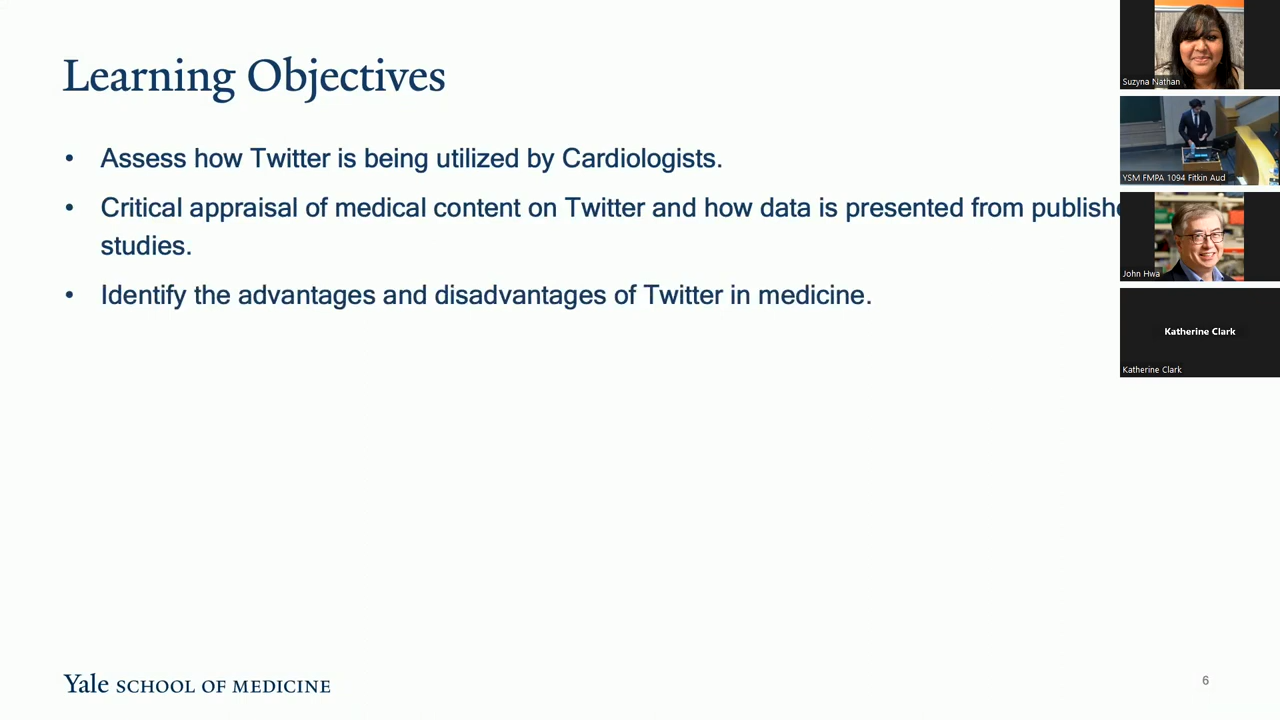 Learning Objectives
• Assess how Twitter is being utilized by Cardiologists.
• Critical appraisal of medical content on Twitter and how data is presented from
studies.
• Identify the advantages and disadvantages of Twitter in medicine.
Yale SCHOOL OF MEDICINE
6
Suzyna Nathan
YSM FMPA 1094 Fitkin Aud
John Hwa
Katherine Clark
Katherine Clark